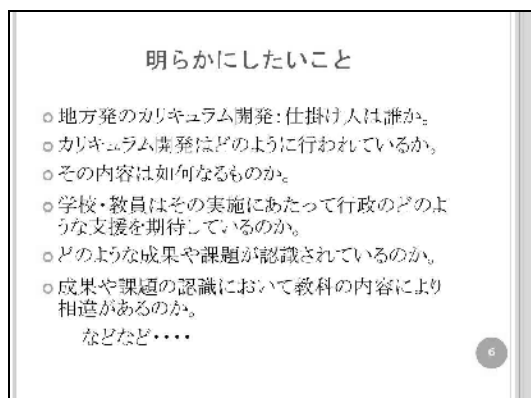 明らかにしたいこと
地方発のカリキュラム開発：仕掛け人は誰か。
カリキュラム開発はどのように行われているか。
その内容は如何なるものか。
学校・教員はその実施にあたって行政のどのよ
うな支援を期待しているのか。
どのような成果や課題が認識されているのか。
成果や課題の認識において教科の内容により
相違があるのか。
などなど・・・・
6